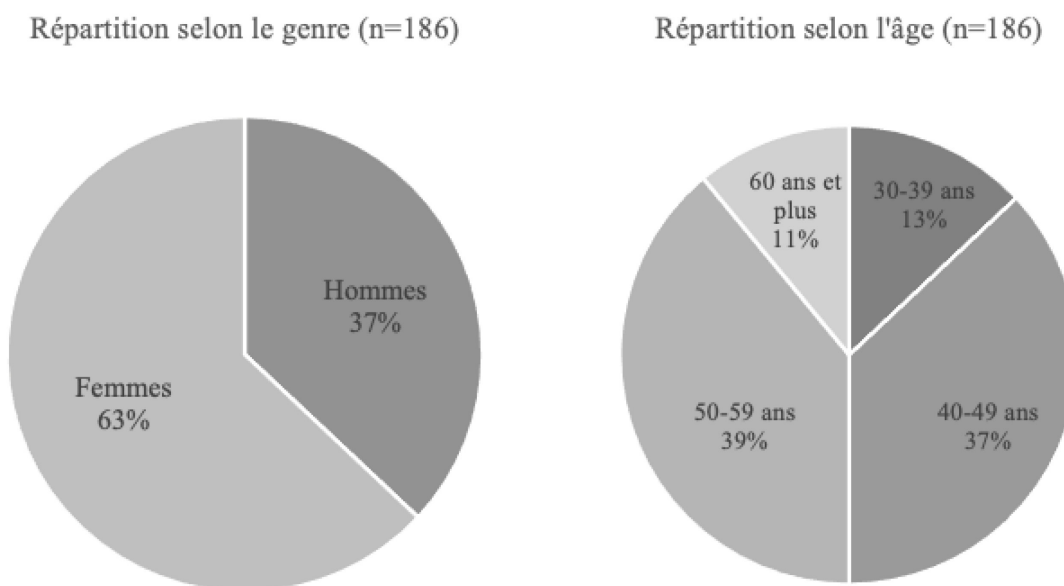 Répartition selon le genre (n=186)
Hommes
37%
Femmes
63%
Répartition selon l'âge (n=186)
60 ans et
plus
11%
30-39 ans
13%
50-59 ans
39%
40-49 ans
37%